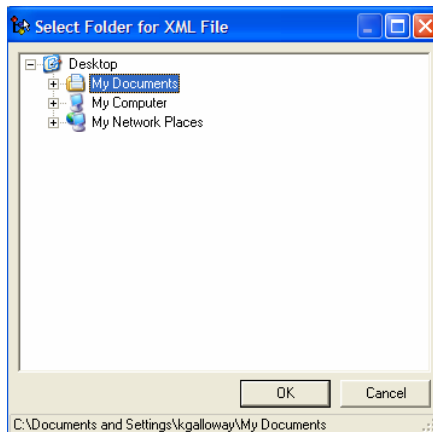 Select Folder for XML File
Desktop
My Documents
My Computer
My Network Places
OK Cancel
C:\Documents and Settings\kgalloway\My Documents